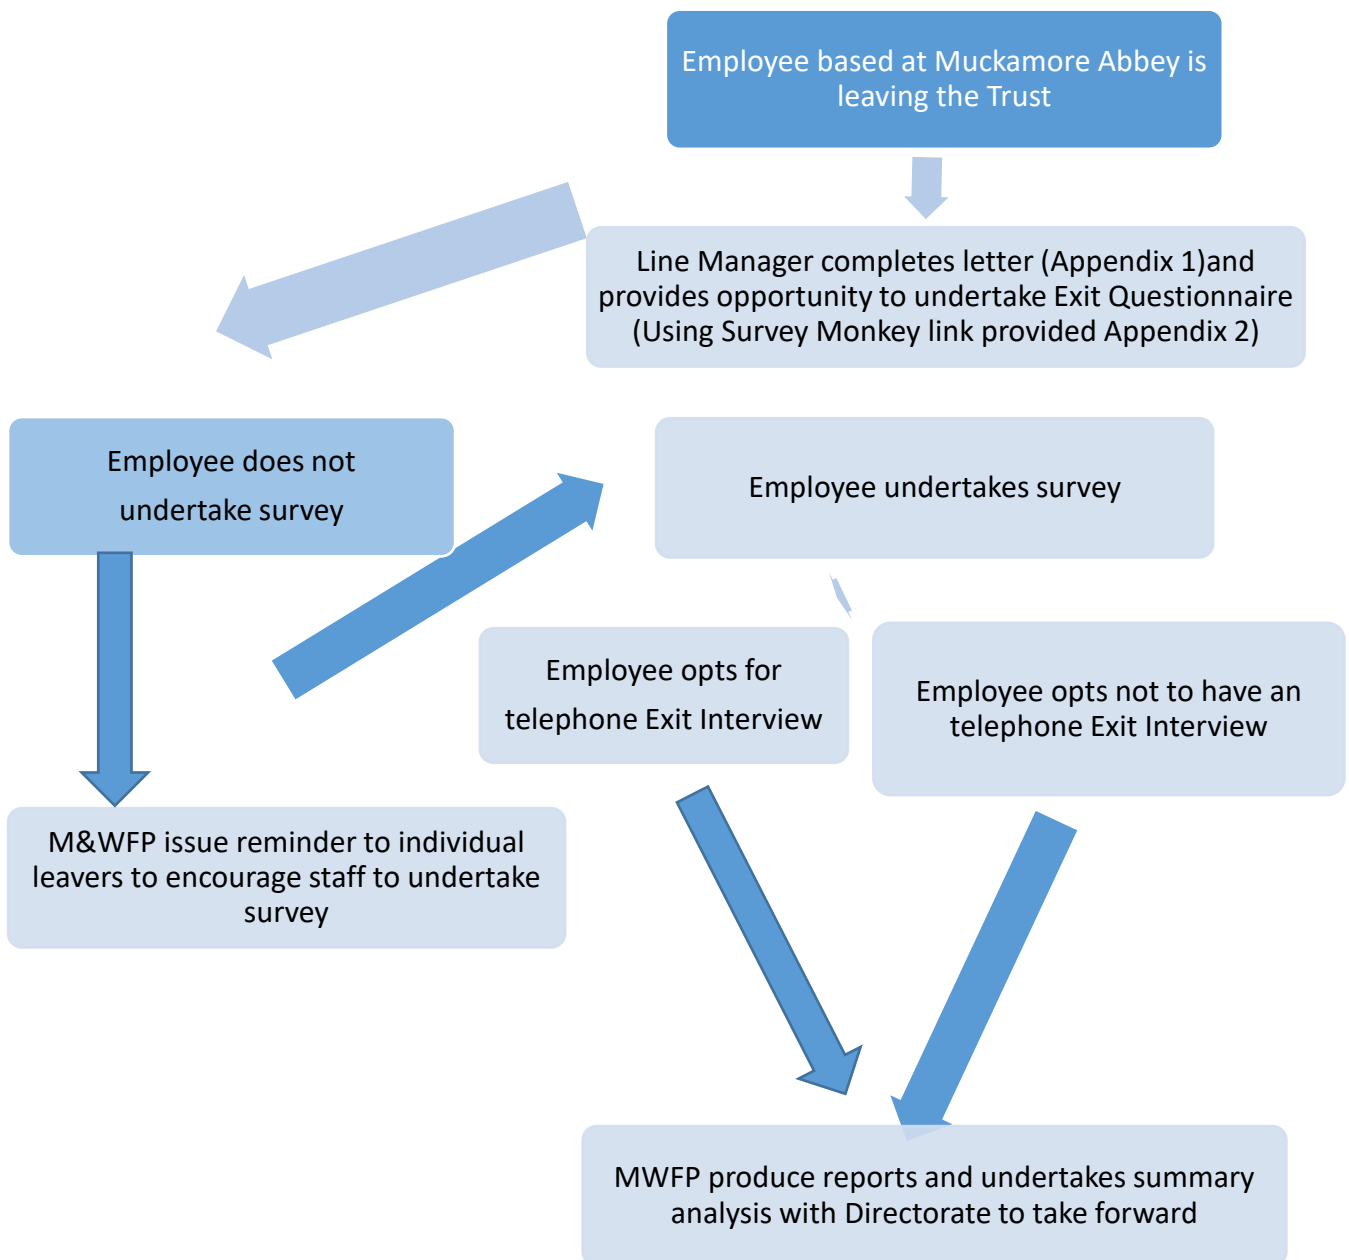 Employee based at Muckamore Abbey is
leaving the Trust
Line Manager completes letter (Appendix 1)and
provides opportunity to undertake Exit Questionnaire
(Using Survey Monkey link provided Appendix 2)
Employee does not
undertake survey
Employee undertakes survey
Employee opts for
telephone Exit Interview
Employee opts not to have an
telephone Exit Interview
M&WFP issue reminder to individual
leavers to encourage staff to undertake
survey
MWFP produce reports and undertakes summary
analysis with Directorate to take forward